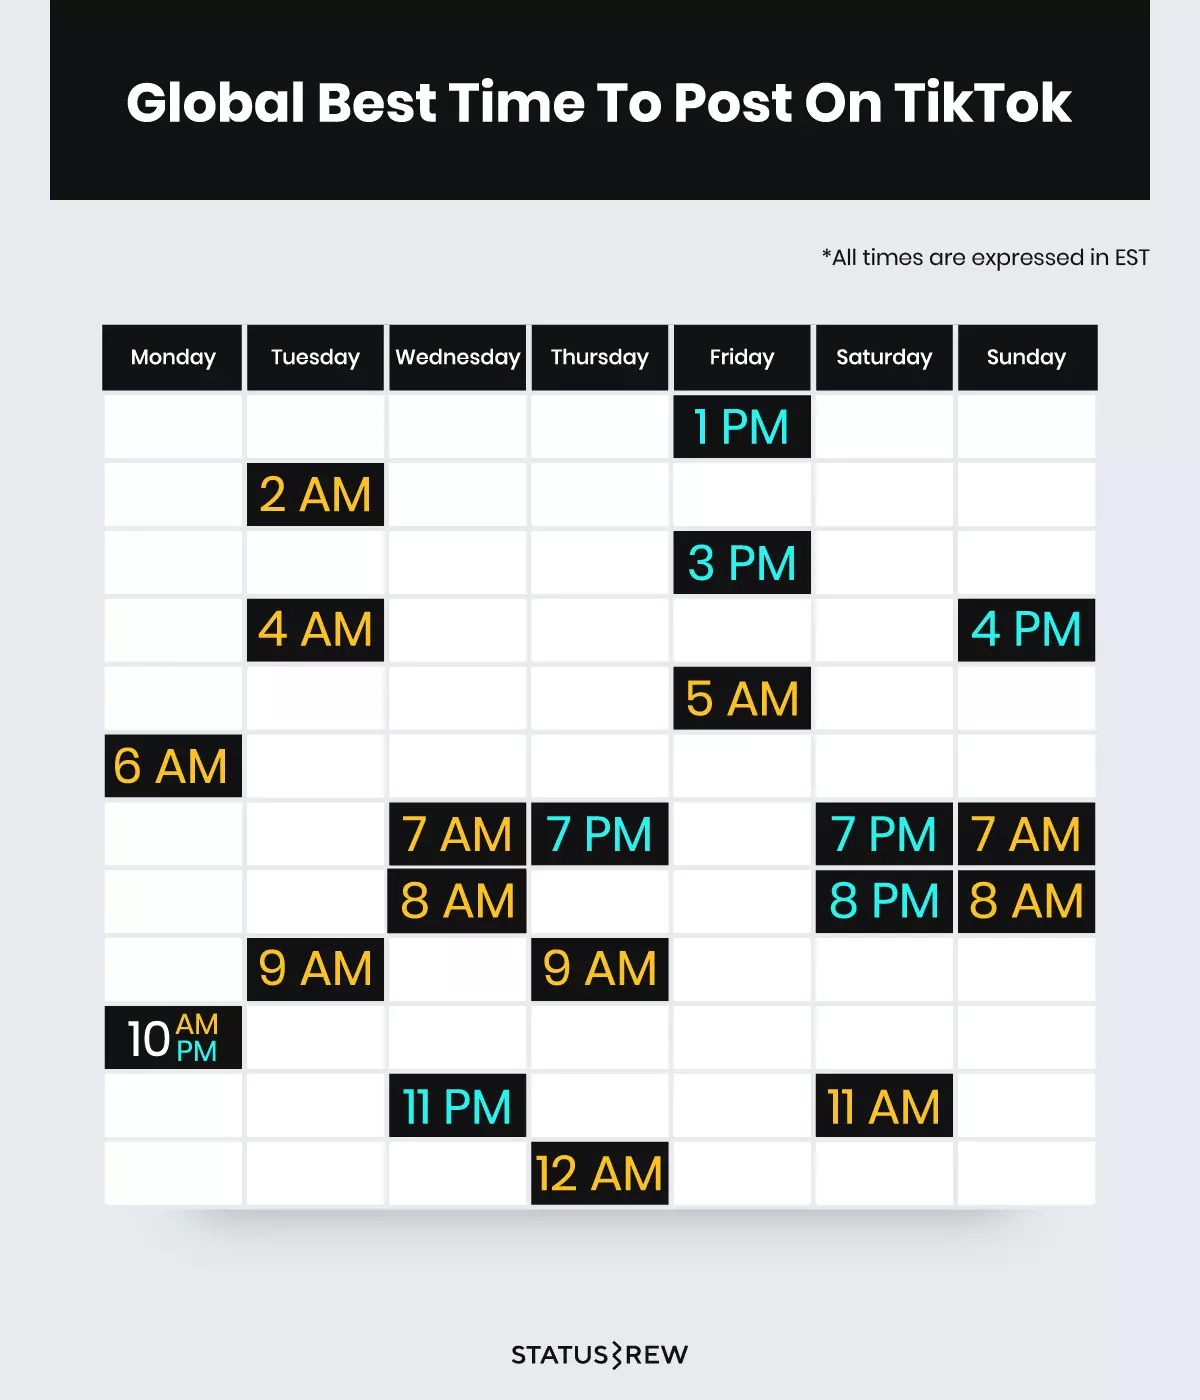 Global Best Time To Post On TikTok
*All times are expressed in EST
Monday Tuesday Wednesday Thursday Friday Saturday Sunday
1 PM
2 AM
3 PM
4 AM 4 PM
5 AM
6 AM
7 AM 7 PM 7 PM 7 AM
8 AM 8 PM 8 AM
9 AM 9 AM
10 AM PM
11 PM 11 AM
12 AM
STATUSBREW